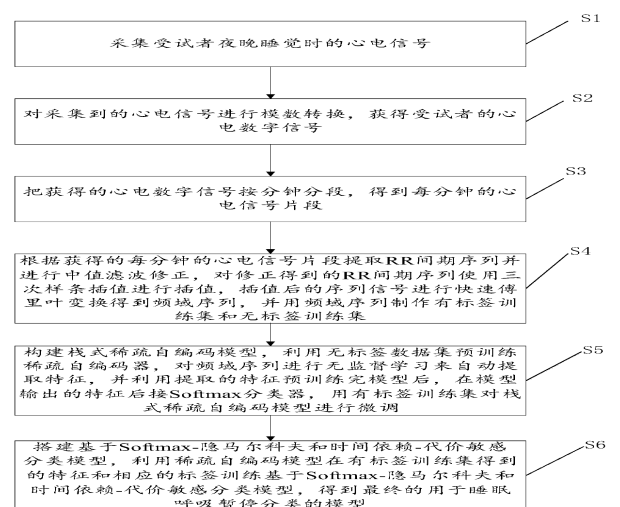 S1
采集受试者夜晚睡觉时的心电信号
S2
对采集到的心电信号进行模数转换，获得受试者的心
电数字信号
S3
把获得的心电数字信号按分钟分段，得到每分钟的心
电信号片段
S4
根据获得的每分钟的心电信号片段提取RR间期序列并
进行中值滤波修正，对修正得到的RR间期序列使用三
次样条插值进行插值，插值后的序列信号进行快速傅
里叶变换得到频域序列，并用频域序列制作有标签训
练集和无标签训练集
S5
构建栈式稀疏自编码模型，利用无标签数据集预训练
稀疏自编码器，对频域序列进行无监督学习来自动提
取特征，并利用提取的特征预训练完模型后，在模型
输出的特征后接Softmax分类器，用有标签训练集对栈
式稀疏自编码模型进行微调
S6
搭建基于Softmax-隐马尔科夫和时间依赖-代价敏感
分类模型，利用稀疏自编码模型在有标签训练集得到
的特征和相应的标签训练基于Softmax-隐马尔科夫和
时间依赖-代价敏感分类模型，得到最终的用于睡眠
呼吸暂停分类的模型